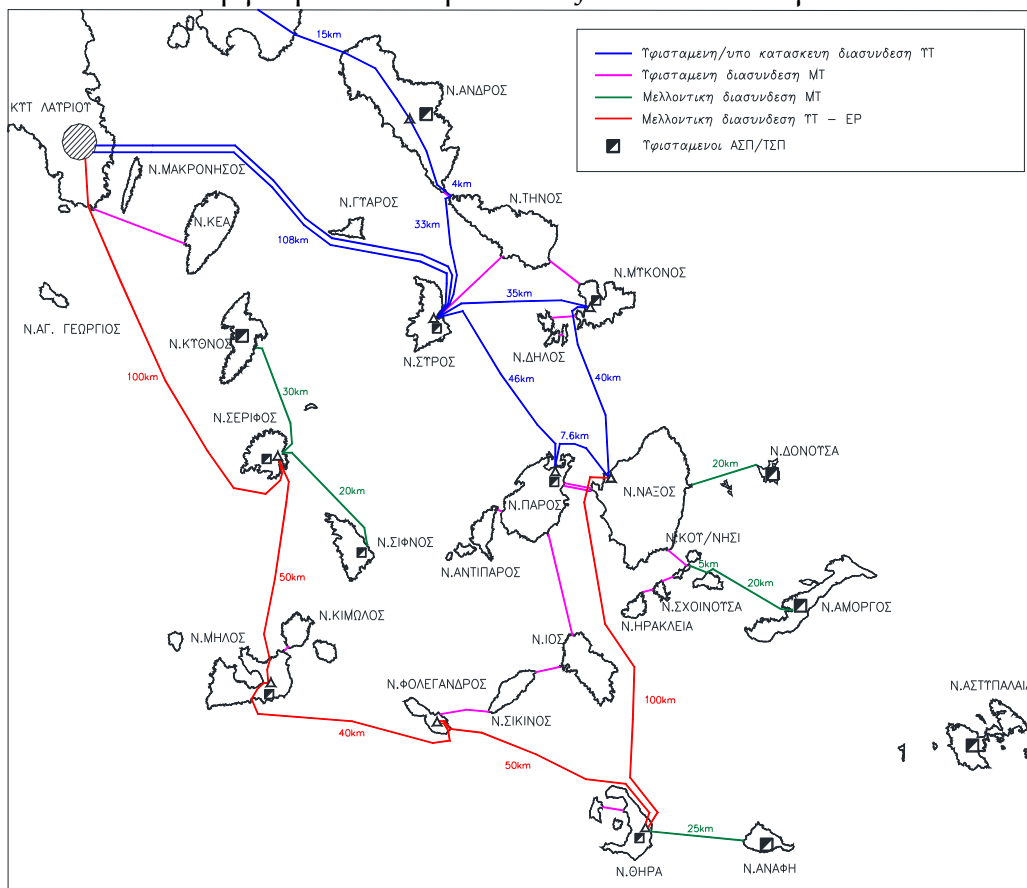 15km
Υφισταμενη/υπο κατασκευη διασυνδεση ΥΤ
Υφισταμενη διασυνδεση ΜΤ
Μελλοντικη διασυνδεση ΜΤ
Μελλοντικη διασυνδεση ΥΤ - ΕΡ
Υφισταμενοι ΑΣΠ/ΤΣΠ
Ν.ΑΝΔΡΟΣ
ΚΥΤ ΛΑΥΡΙΟΥ
Ν.ΜΑΚΡΟΝΗΣΟΣ
4km
Ν.ΤΗΝΟΣ
Ν.ΓΥΑΡΟΣ
Ν.ΚΕΑ
33km
108km
Ν.ΜΥΚΟΝΟΣ
35km
Ν.ΑΓ. ΓΕΩΡΓΙΟΣ
Ν.ΚΥΘΝΟΣ
Ν.ΣΥΡΟΣ
Ν.ΔΗΛΟΣ
100km
46km
40km
30km
Ν.ΣΕΡΙΦΟΣ
7.6km
Ν.ΔΟΝΟΥΣΑ
20km
20km
Ν.ΝΑΞΟΣ
Ν.ΠΑΡΟΣ
Ν.ΣΙΦΝΟΣ
Ν.ΚΟΥ/ΝΗΣΙ
5km
Ν.ΑΝΤΙΠΑΡΟΣ
50km
20km
Ν.ΣΧΟΙΝΟΥΣΑ
Ν.ΑΜΟΡΓΟΣ
Ν.ΚΙΜΩΛΟΣ
Ν.ΗΡΑΚΛΕΙΑ
Ν.ΜΗΛΟΣ
Ν.ΙΟΣ
Ν.ΦΟΛΕΓΑΝΔΡΟΣ
Ν.ΑΣΤΥΠΑΛΑΙΑ
100km
Ν.ΣΙΚΙΝΟΣ
40km
50km
25km
Ν.ΘΗΡΑ
Ν.ΑΝΑΦΗ